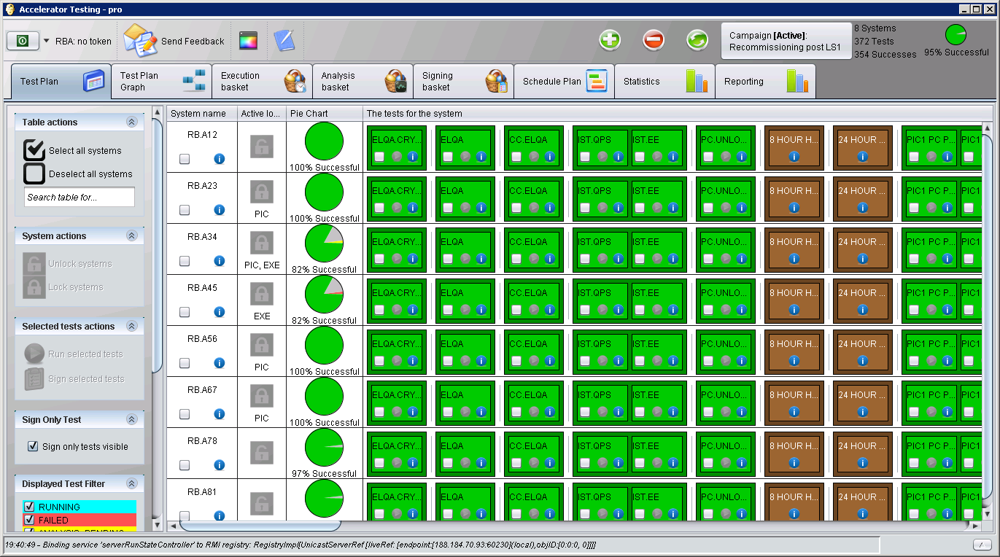 Accelerator Testing - pro
RBA: no token
Send Feedback
Campaign [Active]:
Recommissioning post LS1
8 Systems
372 Tests
354 Successes
95% Successful
Test Plan
Test Plan
Graph
Execution
basket
Analysis
basket
Signing
basket
Schedule Plan
Statistics
Reporting
Table actions
Select all systems
Deselect all systems
Search table for...
System actions
Unlock systems
Lock systems
Selected tests actions
Run selected tests
Sign selected tests
Sign Only Test
Sign only tests visible
Displayed Test Filter
RUNNING
FAILED
System name Active lo... Pie Chart The tests for the system
RB.A12
100% Successful
ELQA.CRY... ELQA CC.ELQA IST.QPS IST.EE PC.UNLO... 8 HOUR H... 24 HOUR ... PIC1 PC P... PIC1
RB.A23
PIC
100% Successful
ELQA.CRY... ELQA CC.ELQA IST.QPS IST.EE PC.UNLO... 8 HOUR H... 24 HOUR ... PIC1 PC P... PIC1
RB.A34
PIC, EXE
82% Successful
ELQA.CRY... ELQA CC.ELQA IST.QPS IST.EE PC.UNLO... 8 HOUR H... 24 HOUR ... PIC1 PC P... PIC1
RB.A45
EXE
82% Successful
ELQA.CRY... ELQA CC.ELQA IST.QPS IST.EE PC.UNLO... 8 HOUR H... 24 HOUR ... PIC1 PC P... PIC1
RB.A56
PIC
100% Successful
ELQA.CRY... ELQA CC.ELQA IST.QPS IST.EE PC.UNLO... 8 HOUR H... 24 HOUR ... PIC1 PC P... PIC1
RB.A67
PIC
100% Successful
ELQA.CRY... ELQA CC.ELQA IST.QPS IST.EE PC.UNLO... 8 HOUR H... 24 HOUR ... PIC1 PC P... PIC1
RB.A78
97% Successful
ELQA.CRY... ELQA CC.ELQA IST.QPS IST.EE PC.UNLO... 8 HOUR H... 24 HOUR ... PIC1 PC P... PIC1
RB.A81
ELQA.CRY... ELQA CC.ELQA IST.QPS IST.EE PC.UNLO... 8 HOUR H... 24 HOUR ... PIC1 PC P... PIC1
19:40:49 - Binding service 'serverRunStateController' to RMI registry: RegistryImpl[UnicastServerRef [liveRef: [endpoint:[188.184.70.93:60230](local),objID:[0:0:0, 0]]]]